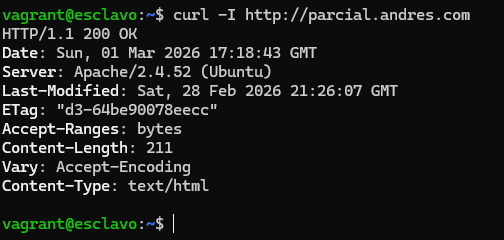 vagrant@esclavo:~$ curl -I http://parcial.andres.com
HTTP/1.1 200 OK
Date: Sun, 01 Mar 2026 17:18:43 GMT
Server: Apache/2.4.52 (Ubuntu)
Last-Modified: Sat, 28 Feb 2026 21:26:07 GMT
ETag: "d3-64be90078eecc"
Accept-Ranges: bytes
Content-Length: 211
Vary: Accept-Encoding
Content-Type: text/html
vagrant@esclavo:~$